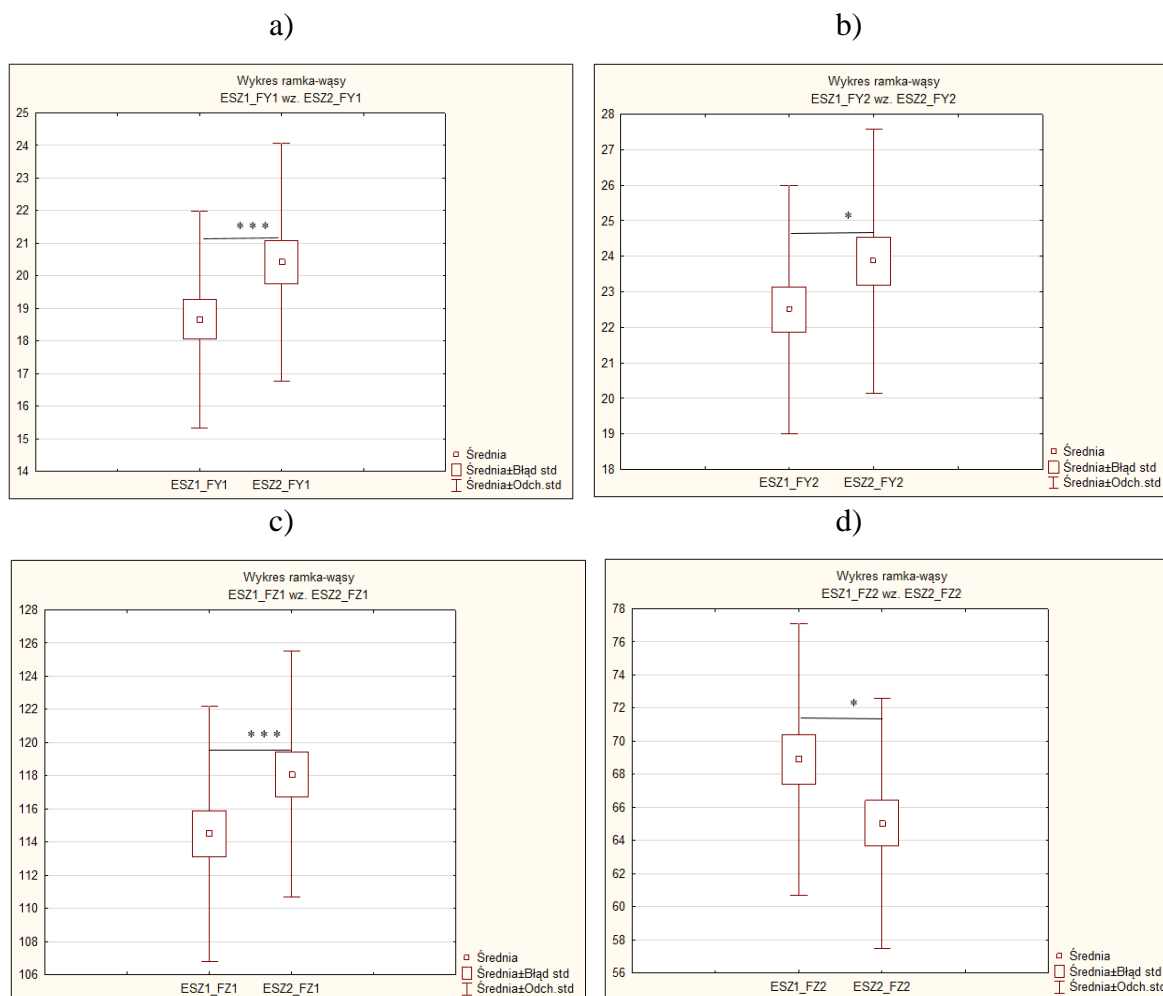 a)
b)
Wykres ramka-wąsy
ESZ1_FY1 wz. ESZ2_FY1
25
24
23
22
21
20
19
18
17
16
15
14
* * *
ESZ1_FY1 ESZ2_FY1
Średnia
Średnia±Błąd std
Średnia±Odch.std
Wykres ramka-wąsy
ESZ1_FY2 wz. ESZ2_FY2
28
27
26
25
24
23
22
21
20
19
18
*
ESZ1_FY2 ESZ2_FY2
Średnia
Średnia±Błąd std
Średnia±Odch.std
c)
d)
Wykres ramka-wąsy
ESZ1_FZ1 wz. ESZ2_FZ1
128
126
124
122
120
118
116
114
112
110
108
106
* * *
ESZ1_FZ1 ESZ2_FZ1
Średnia
Średnia±Błąd std
Średnia±Odch.std
Wykres ramka-wąsy
ESZ1_FZ2 wz. ESZ2_FZ2
78
76
74
72
70
68
66
64
62
60
58
56
*
ESZ1_FZ2 ESZ2_FZ2
Średnia
Średnia±Błąd std
Średnia±Odch.std